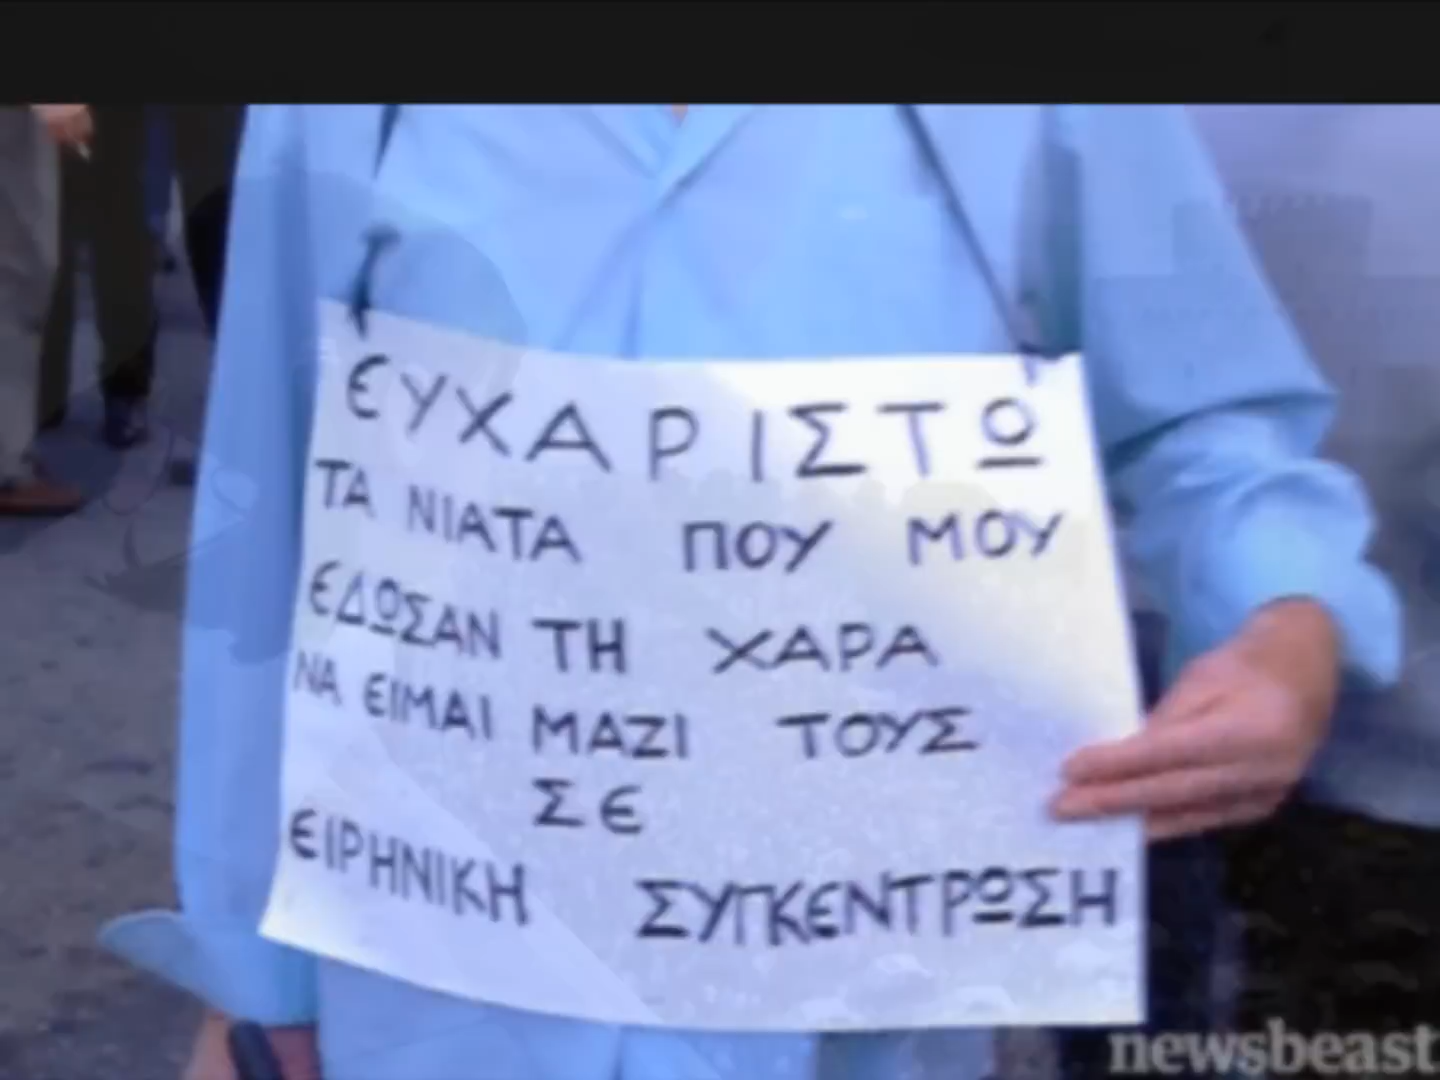 ΕΥΧΑΡΙΣΤΩ
ΤΑ ΝΙΑΤΑ ΠΟΥ ΜΟΥ
ΕΔΩΣΑΝ ΤΗ ΧΑΡΑ
ΝΑ ΕΙΜΑΙ ΜΑΖΙ ΤΟΥΣ
ΣΕ
ΕΙΡΗΝΙΚΗ ΣΥΓΚΕΝΤΡΩΣΗ
newsbeast